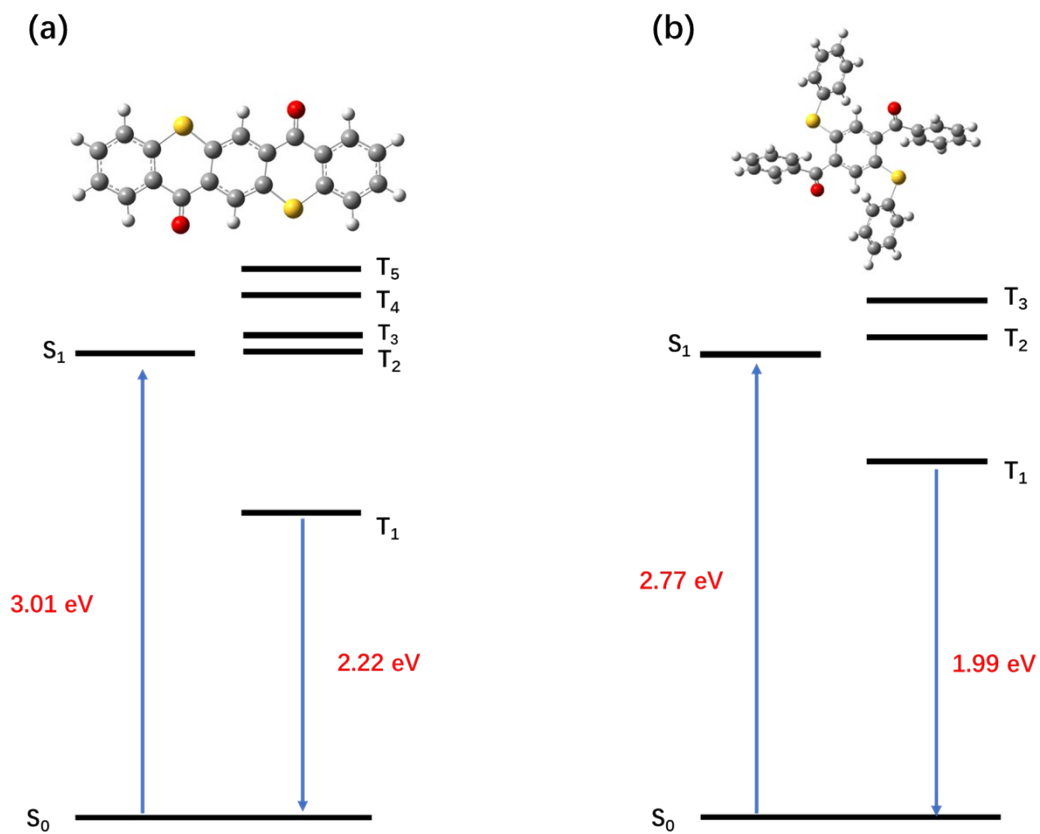 (a)
T₅
T₄
T₃
S₁
T₂
T₁
3.01 eV
2.22 eV
S₀
(b)
T₃
T₂
S₁
T₁
2.77 eV
1.99 eV
S₀